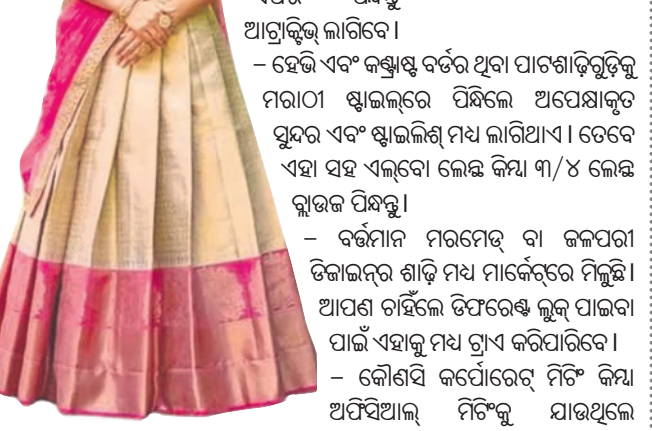 ଆଟ୍ରାକ୍ଟିଭ୍ ଲାଗିବେ।
– ହେଭି ଏବଂ କଣ୍ଟ୍ରାଷ୍ଟ ବର୍ଡର ଥିବା ପାଟଶାଢ଼ିଗୁଡ଼ିକୁ
ମରାଠୀ ଷ୍ଟାଇଲ୍‌ରେ ପିନ୍ଧିଲେ ଅପେକ୍ଷାକୃତ
ସୁନ୍ଦର ଏବଂ ଷ୍ଟାଇଲିଶ୍ ମଧ୍ୟ ଲାଗିଥାଏ। ତେବେ
ଏହା ସହ ଏଲ୍‌ବୋ ଲେନ୍ଥ କିମ୍ବା ୩/୪ ଲେନ୍ଥ
ବ୍ଲାଉଜ ପିନ୍ଧନ୍ତୁ।
– ବର୍ତ୍ତମାନ ମରମେଡ୍ ବା ଜଳପରୀ
ଡିଜାଇନ୍‌ର ଶାଢ଼ି ମଧ୍ୟ ମାର୍କେଟ୍‌ରେ ମିଳୁଛି।
ଆପଣ ଚାହିଁଲେ ଡିଫରେଣ୍ଟ ଲୁକ୍ ପାଇବା
ପାଇଁ ଏହାକୁ ମଧ୍ୟ ଟ୍ରାଏ କରିପାରିବେ।
– କୌଣସି କର୍ପୋରେଟ୍ ମିଟିଂ କିମ୍ବା
ଅଫିସିଆଲ୍ ମିଟିଂକୁ ଯାଉଥିଲେ